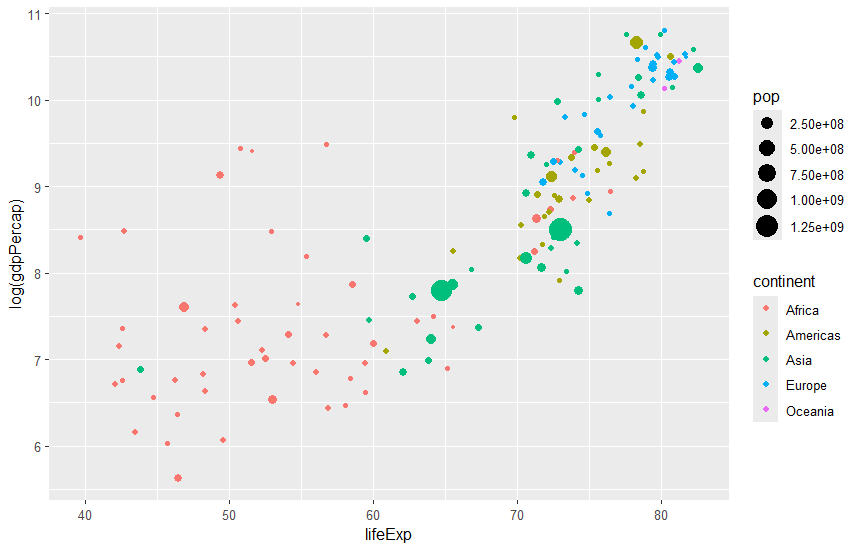 11
10
9
8
7
6
log(gdpPercap)
40 50 60 70 80
lifeExp
pop
2.50e+08
5.00e+08
7.50e+08
1.00e+09
1.25e+09
continent
Africa
Americas
Asia
Europe
Oceania